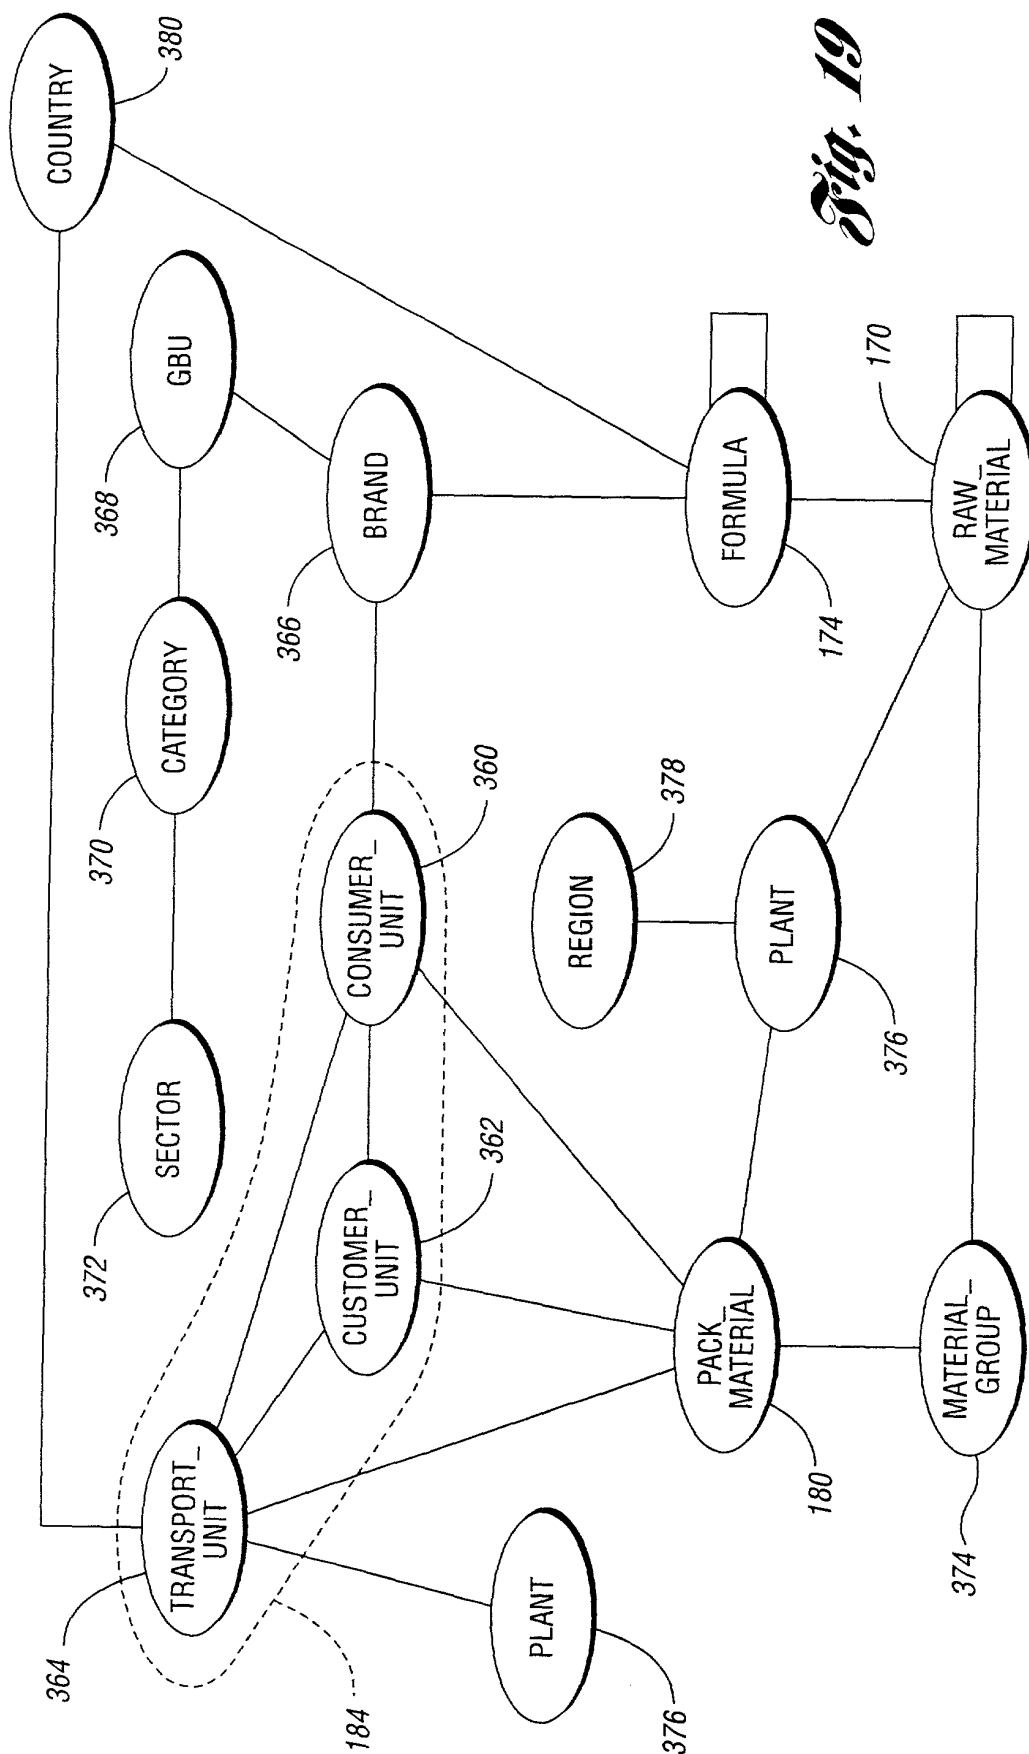 364
TRANSPORT_
UNIT
184
PLANT
376
372
SECTOR
370
CATEGORY
368
GBU
COUNTRY
380
CUSTOMER_
UNIT
362
CONSUMER_
UNIT
360
366
BRAND
REGION
378
PACK_
MATERIAL
180
PLANT
376
FORMULA
174
374
MATERIAL_
GROUP
RAW_
MATERIAL
170
Fig. 19